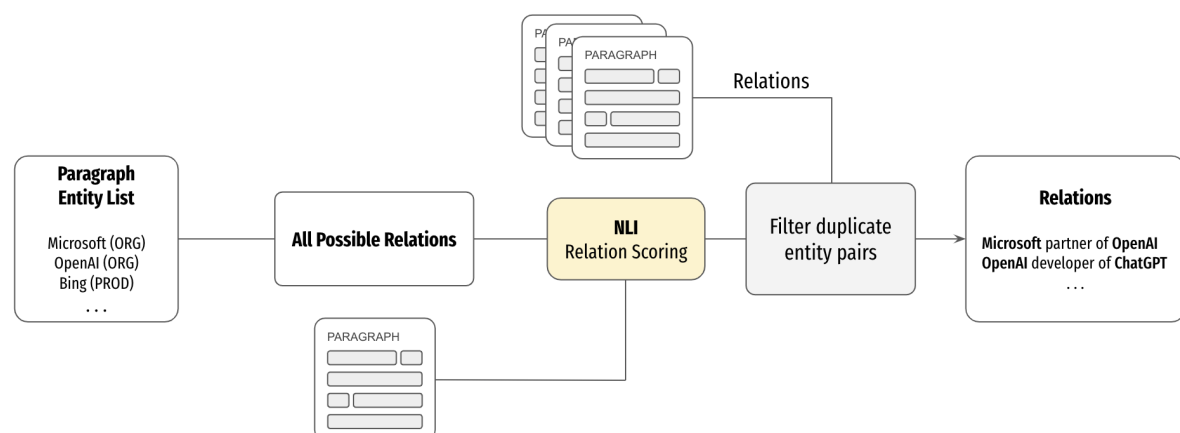 PA
PA
PARAGRAPH
Relations
Paragraph
Entity List
Microsoft (ORG)
OpenAI (ORG)
Bing (PROD)
. . .
All Possible Relations
NLI
Relation Scoring
Filter duplicate
entity pairs
Relations
Microsoft partner of OpenAI
OpenAI developer of ChatGPT
. . .
PARAGRAPH